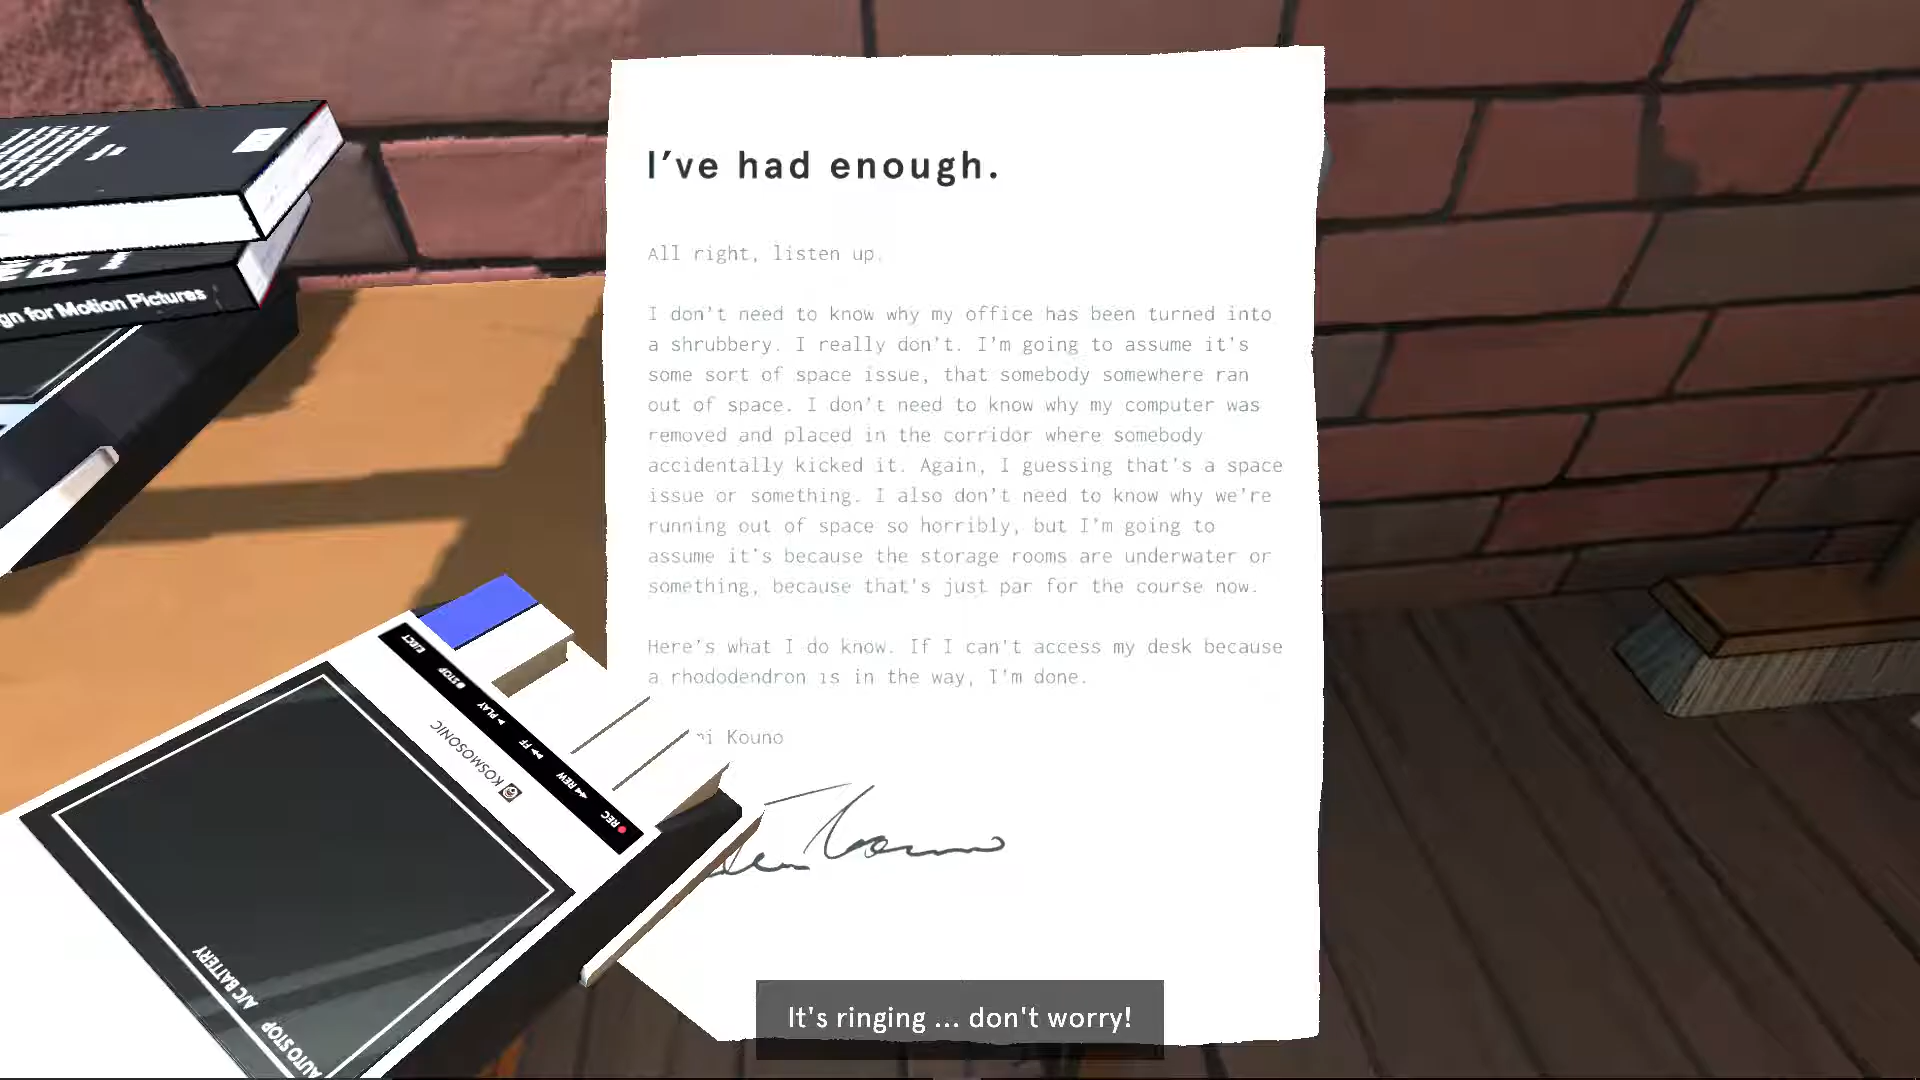 I've had enough.
All right, listen up.
I don't need to know why my office has been turned into
a shrubbery. I really don't. I'm going to assume it's
some sort of space issue, that somebody somewhere ran
out of space. I don't need to know why my computer was
removed and placed in the corridor where somebody
accidentally kicked it. Again, I guessing that's a space
issue or something. I also don't need to know why we're
running out of space so horribly, but I'm going to
assume it's because the storage rooms are underwater or
something, because that's just par for the course now.
Here's what I do know. If I can't access my desk because
a rhododendron is in the way, I'm done.
Kouno
for Motion Pictures
EJECT
STOP
PLAY
FF
REW
REC
KOSMOSONIC
A/C BATTERY
AUTO STOP
It's ringing ... don't worry!